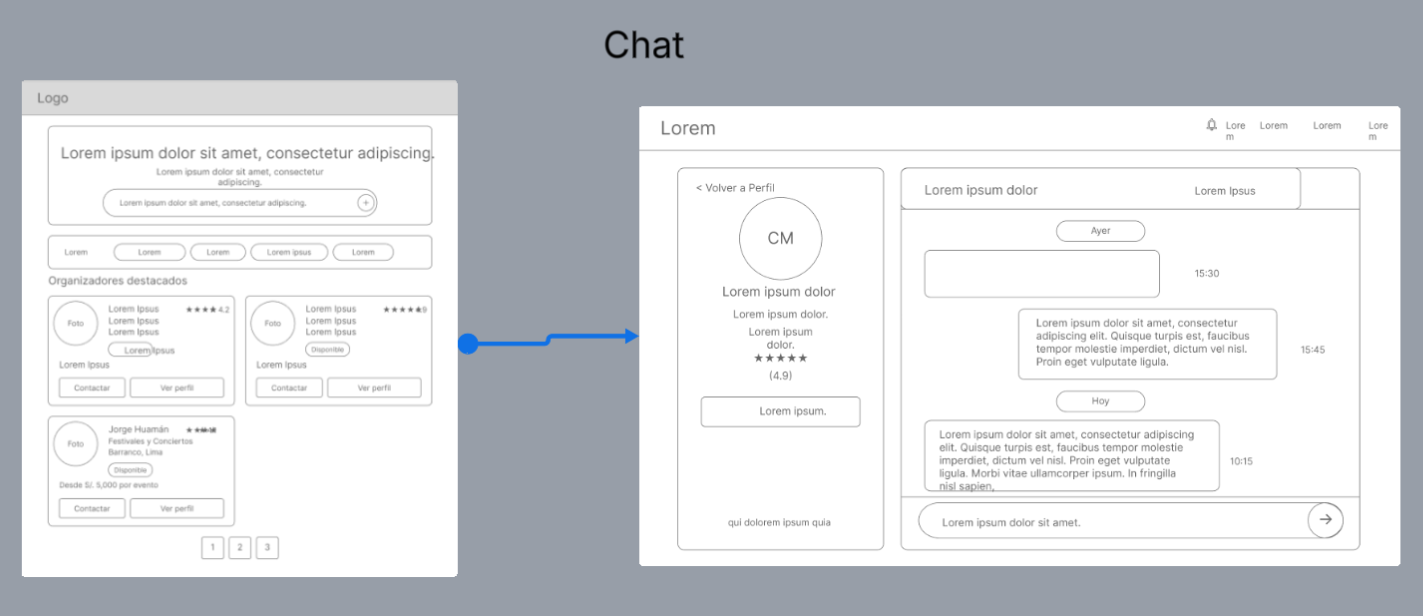 Chat
Logo
Lorem ipsum dolor sit amet, consectetur adipiscing.
Lorem ipsum dolor sit amet, consectetur
adipiscing.
Lorem ipsum dolor sit amet, consectetur adipiscing.
+
Lorem
Lorem
Lorem
Lorem ipsus
Lorem
Organizadores destacados
Foto
Lorem Ipsus
★★★★ 4.2
Lorem Ipsus
Lorem Ipsus
Lorem Ipsus
Lorem Ipsus
Contactar
Ver perfil
Foto
Lorem Ipsus
★★★★
Lorem Ipsus
Lorem Ipsus
Disponible
Lorem Ipsus
Contactar
Ver perfil
Foto
Jorge Huamán
Festivales y Conciertos
Barranco, Lima
Disponible
Desde S/. 5,000 por evento
Contactar
Ver perfil
1
2
3
Lorem
Lore
m
Lorem
Lorem
Lore
m
< Volver a Perfil
CM
Lorem ipsum dolor
Lorem ipsum dolor.
Lorem ipsum
dolor.
★★★★★
(4.9)
Lorem ipsum.
qui dolorem ipsum quia
Lorem ipsum dolor
Lorem Ipsus
Ayer
15:30
Lorem ipsum dolor sit amet, consectetur
adipiscing elit. Quisque turpis est, faucibus
tempor molestie imperdiet, dictum vel nisl.
Proin eget vulputate ligula.
15:45
Hoy
Lorem ipsum dolor sit amet, consectetur adipiscing
elit. Quisque turpis est, faucibus tempor molestie
imperdiet, dictum vel nisl. Proin eget vulputate
ligula. Morbi vitae ullamcorper ipsum. In fringilla
nisl sapien,
10:15
Lorem ipsum dolor sit amet.